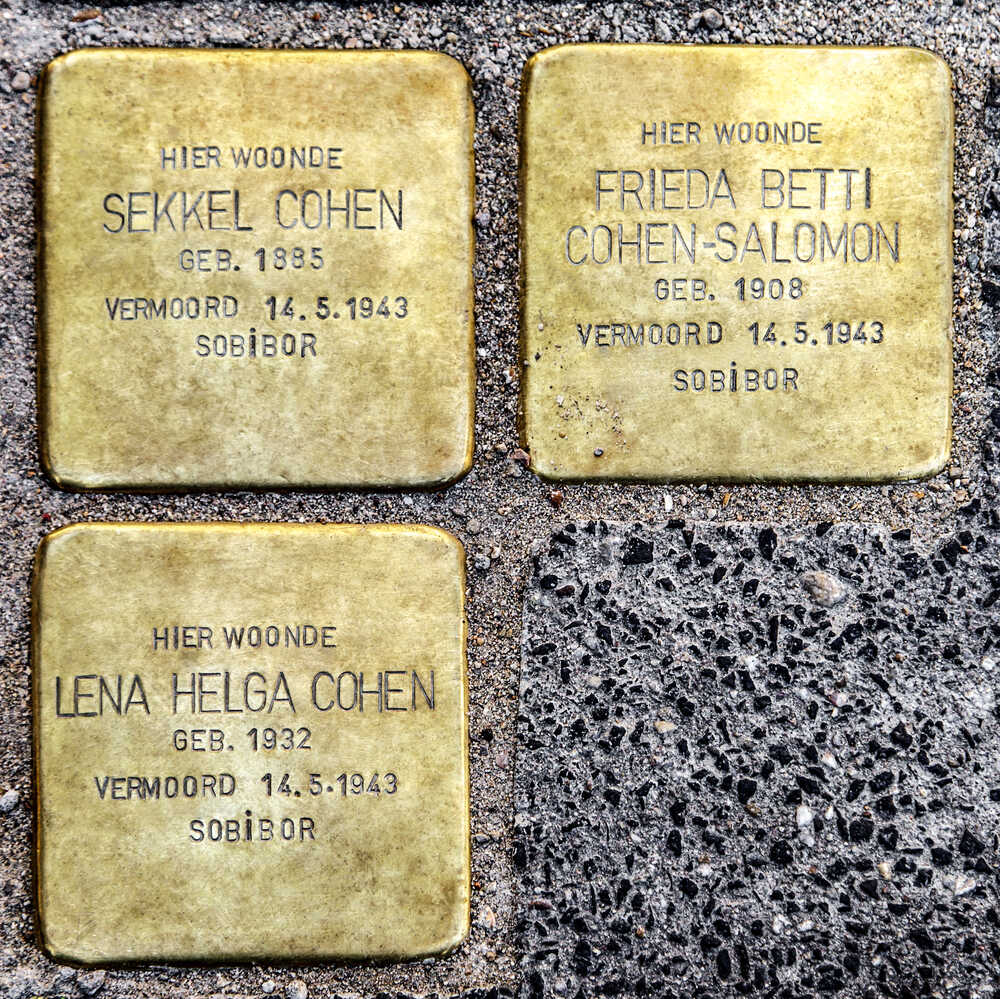 HIER WOONDE
SEKKEL COHEN
GEB. 1885
VERMOORD 14.5.1943
SOBIBOR
HIER WOONDE
FRIEDA BETTI
COHEN-SALOMON
GEB. 1908
VERMOORD 14.5.1943
SOBIBOR
HIER WOONDE
LENA HELGA COHEN
GEB. 1932
VERMOORD 14.5.1943
SOBIBOR